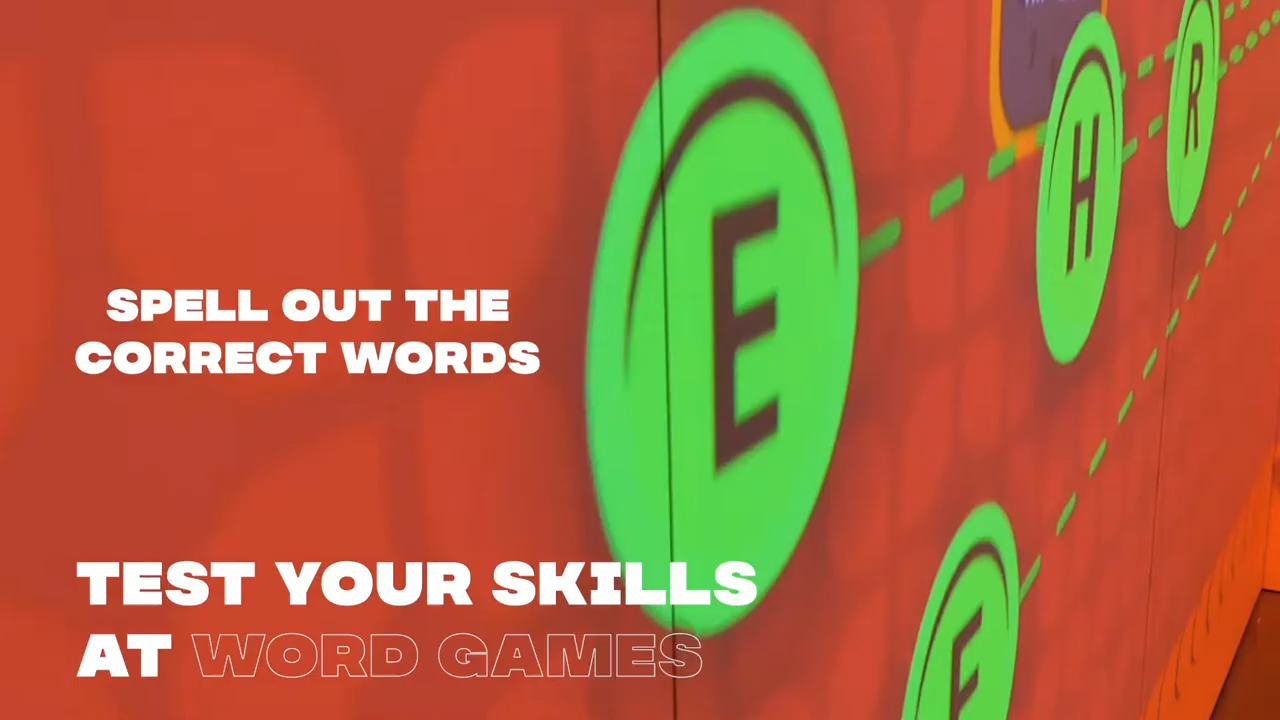 SPELL OUT THE
CORRECT WORDS
E
H
R
E
TEST YOUR SKILLS
AT WORD GAMES